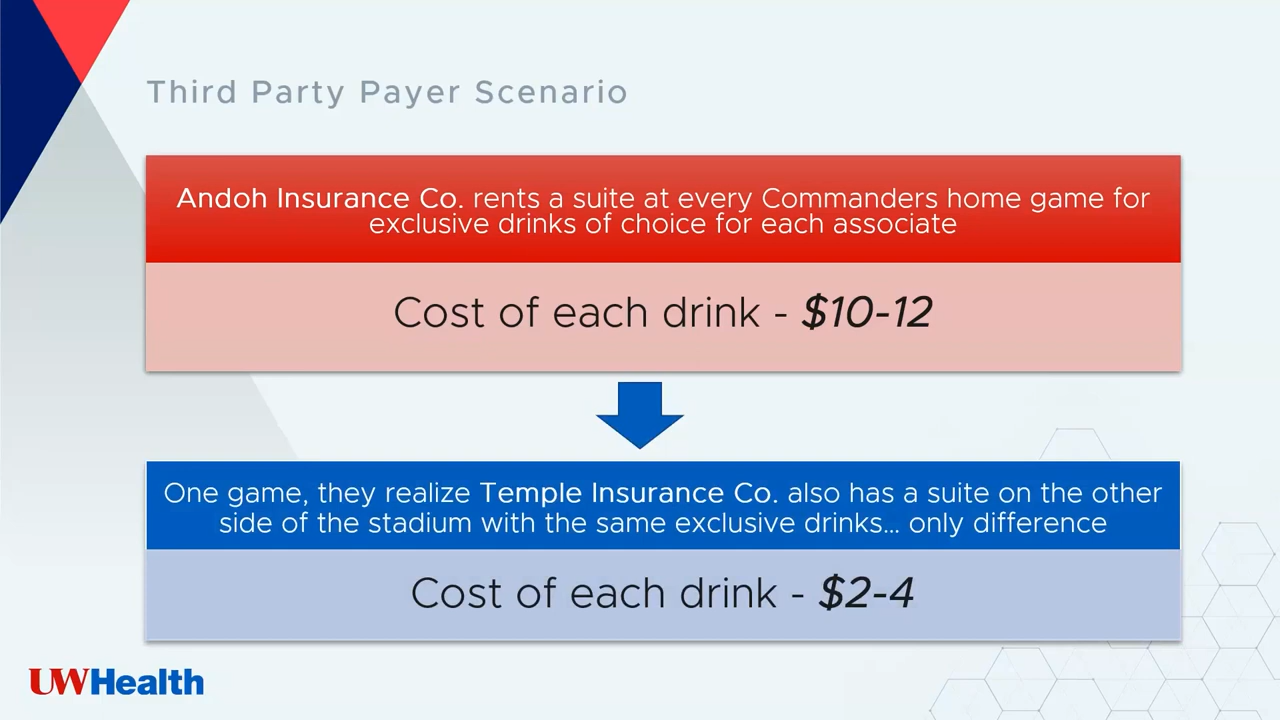 Third Party Payer Scenario
Andoh Insurance Co. rents a suite at every Commanders home game for
exclusive drinks of choice for each associate
Cost of each drink - $10-12
One game, they realize Temple Insurance Co. also has a suite on the other
side of the stadium with the same exclusive drinks... only difference
Cost of each drink - $2-4
UWHealth